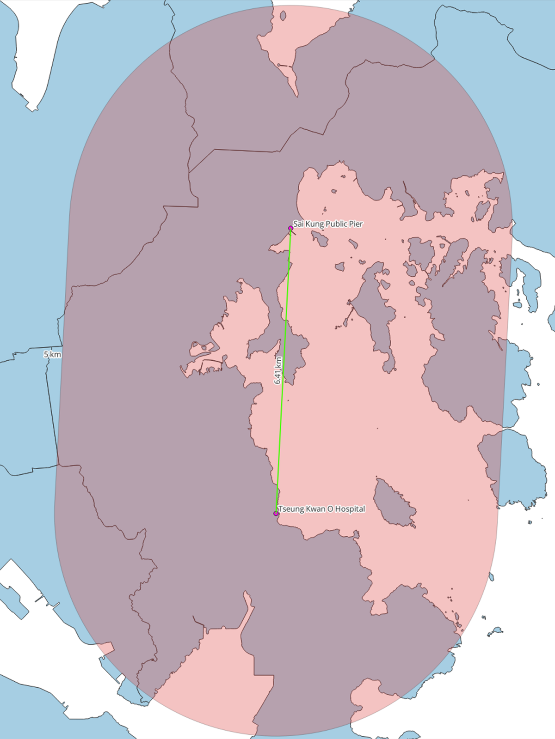 Sai Kung Public Pier
5 km
6.41 km
Tseung Kwan O Hospital